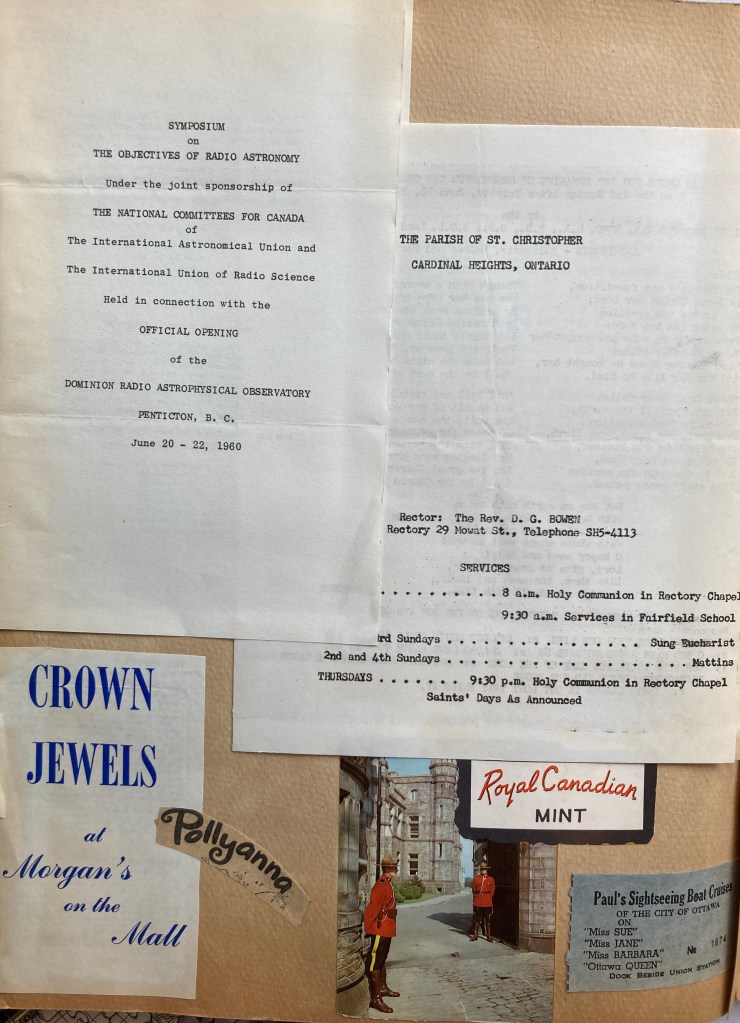 SYMPOSIUM
on
THE OBJECTIVES OF RADIO ASTRONOMY
Under the joint sponsorship of
THE NATIONAL COMMITTEES FOR CANADA
of
The International Astronomical Union and
The International Union of Radio Science
Held in connection with the
OFFICIAL OPENING
of the
DOMINION RADIO ASTROPHYSICAL OBSERVATORY
PENTICTON, B. C.
June 20 - 22, 1960
THE PARISH OF ST. CHRISTOPHER
CARDINAL HEIGHTS, ONTARIO
Rector: The Rev. D. G. BOWEN
Rectory 29 Mowat St., Telephone SH5-4113
SERVICES
. . . . . . . . . . 8 a.m. Holy Communion in Rectory Chapel
9:30 a.m. Services in Fairfield School
rd Sundays . . . . . . . . . . . . . . . . . Sung Eucharist
2nd and 4th Sundays . . . . . . . . . . . . . . . . . . . . . Mattins
THURSDAYS . . . . . . . 9:30 p.m. Holy Communion in Rectory Chapel
Saints' Days As Announced
CROWN
JEWELS
at
Morgan's
on the
Mall
Pollyanna
Royal Canadian
MINT
Paul's Sightseeing Boat Cruises
OF THE CITY OF OTTAWA
ON
"Miss SUE"
"Miss JANE"
"Miss BARBARA" No 1674
"Ottawa QUEEN"
DOCK BESIDE UNION STATION